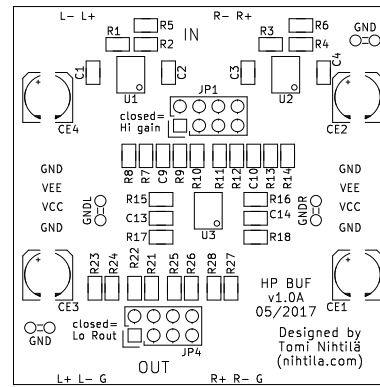 L- L+
R- R+
R5
R6
R1
R2
IN
R3
R4
C1
C2
C3
C4
U1
JP1
U2
closed=
Hi gain
CE4
CE2
R8
R7
C9
R9
R10
R11
R12
C10
R13
R14
GND
VEE
VCC
GND
GNDL
R15
C13
R17
U3
R16
C14
R18
GNDR
GND
VEE
VCC
GND
R23
R24
R22
R21
R25
R26
R28
R27
CE3
HP BUF
v1.0A
05/2017
CE1
closed=
Lo Rout
GND
JP4
Designed by
Tomi Nihtilä
(nihtila.com)
OUT
L+ L- G
R+ R- G